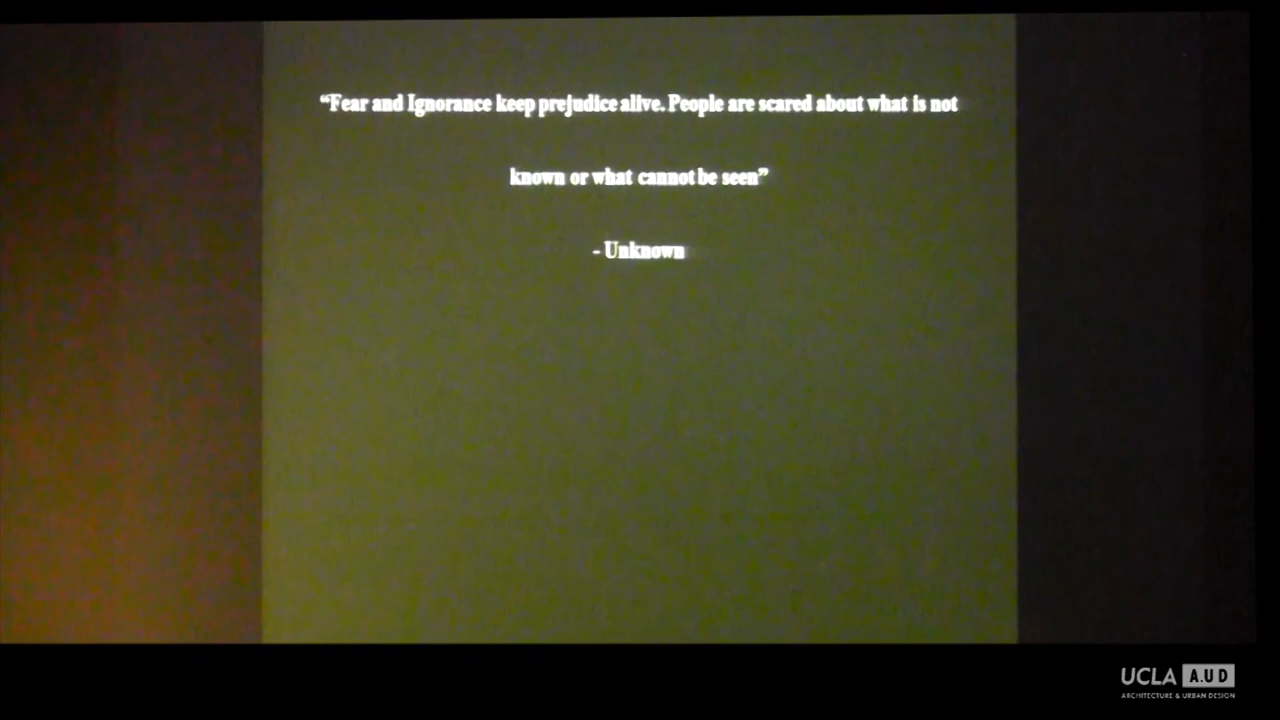 “Fear and Ignorance keep prejudice alive. People are scared about what is not
known or what cannot be seen”
- Unknown
UCLA A.UD
ARCHITECTURE & URBAN DESIGN